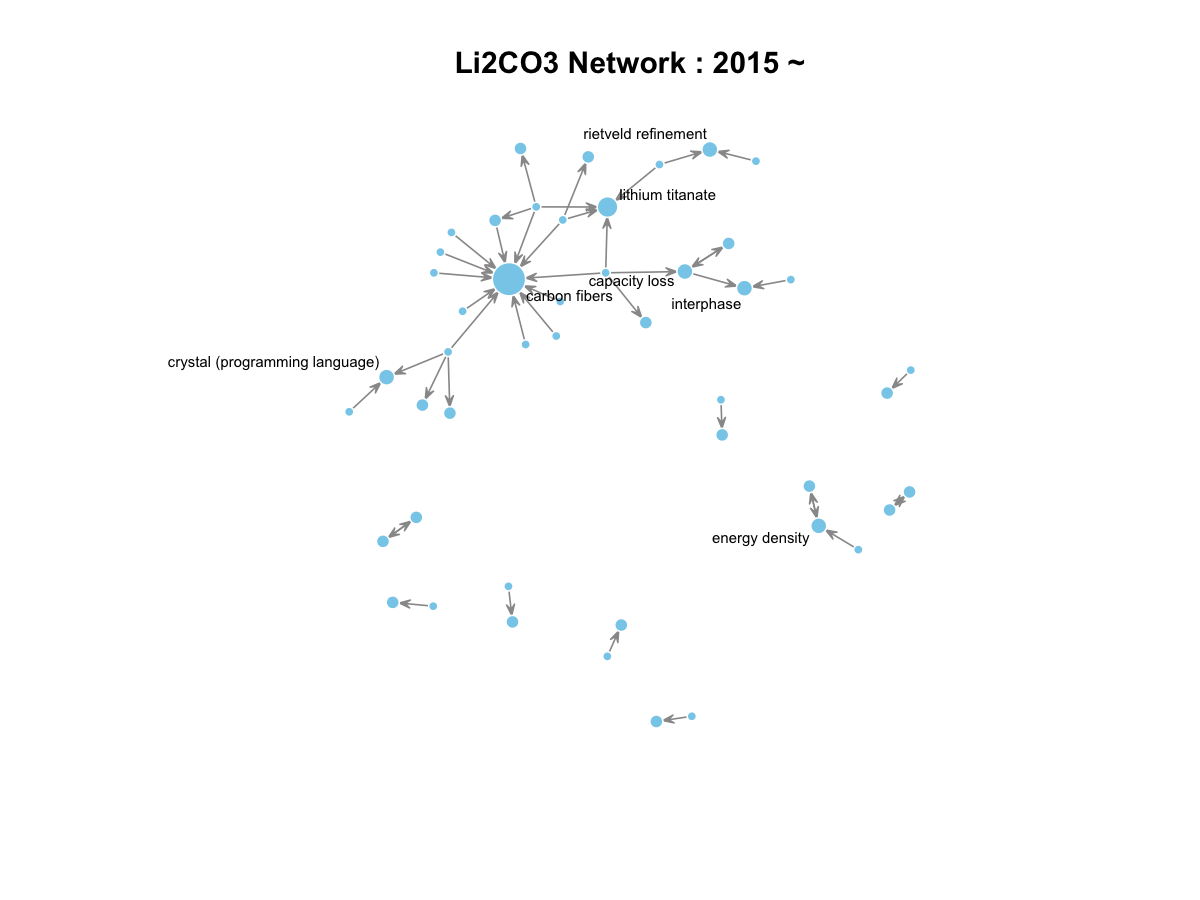 Li2CO3 Network : 2015 ~
rietveld refinement
lithium titanate
capacity loss
carbon fibers
interphase
crystal (programming language)
energy density